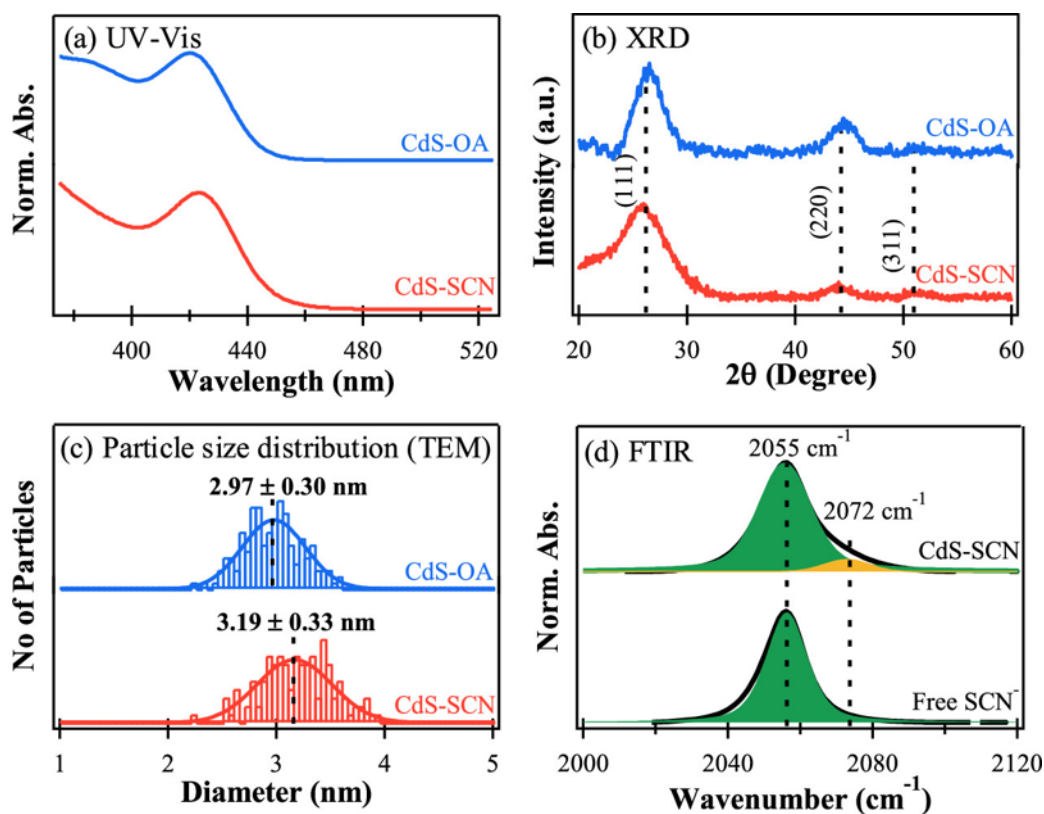 (a) UV-Vis
Norm. Abs.
CdS-OA
CdS-SCN
400 440 480 520
Wavelength (nm)
(b) XRD
Intensity (a.u.)
CdS-OA
(111)
(220)
(311)
CdS-SCN
20 30 40 50 60
2θ (Degree)
(c) Particle size distribution (TEM)
No of Particles
2.97 ± 0.30 nm
CdS-OA
3.19 ± 0.33 nm
CdS-SCN
1 2 3 4 5
Diameter (nm)
(d) FTIR
Norm. Abs.
2055 cm⁻¹
2072 cm⁻¹
CdS-SCN
Free SCN⁻
2000 2040 2080 2120
Wavenumber (cm⁻¹)